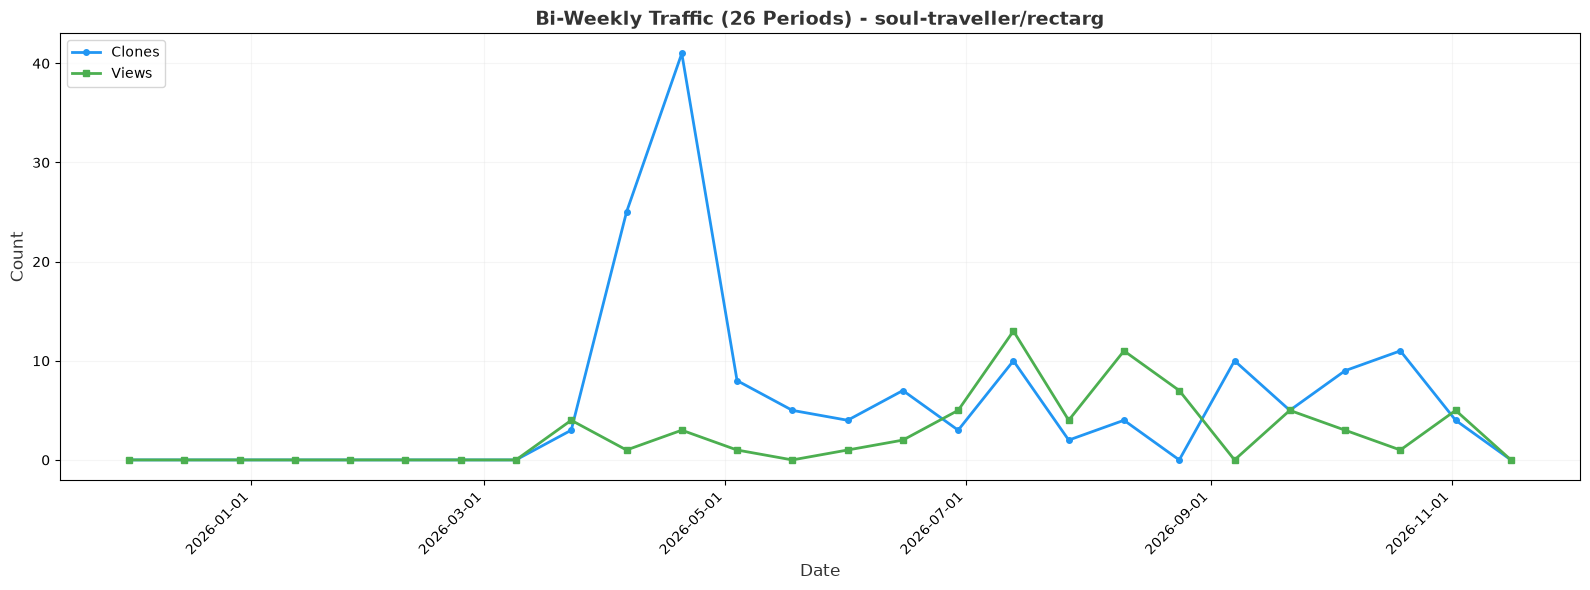 Bi-Weekly Traffic (26 Periods) - soul-traveller/rectarg
Clones
Views
Count
40
30
20
10
0
2026-01-01
2026-03-01
2026-05-01
2026-07-01
2026-09-01
2026-11-01
Date